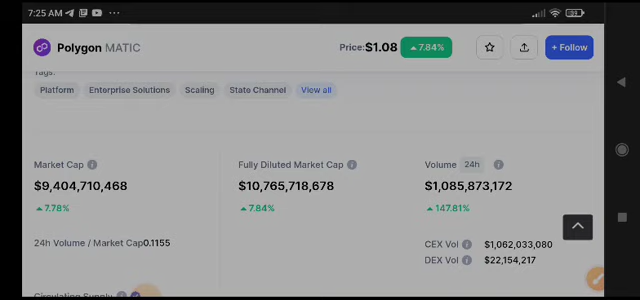 7:25 AM
Polygon MATIC
Price:$1.08
7.84%
+ Follow
Tags:
Platform
Enterprise Solutions
Scaling
State Channel
View all
Market Cap
$9,404,710,468
7.78%
24h Volume / Market Cap0.1155
Fully Diluted Market Cap
$10,765,718,678
7.84%
Volume 24h
$1,085,873,172
147.81%
CEX Vol $1,062,033,080
DEX Vol $22,154,217
Circulating Supply